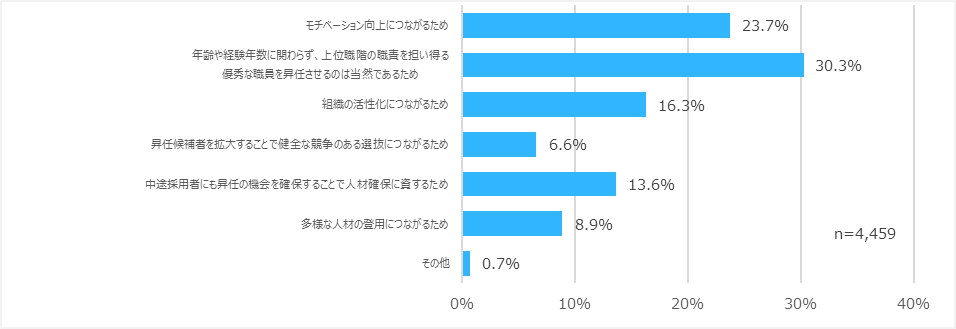 モチベーション向上につながるため
23.7%
年齢や経験年数に関わらず、上位職階の職責を担い得る
優秀な職員を昇任させるのは当然であるため
30.3%
組織の活性化につながるため
16.3%
昇任候補者を拡大することで健全な競争のある選抜につながるため
6.6%
中途採用者にも昇任の機会を確保することで人材確保に資するため
13.6%
多様な人材の登用につながるため
8.9%
n=4,459
その他
0.7%
0%
10%
20%
30%
40%